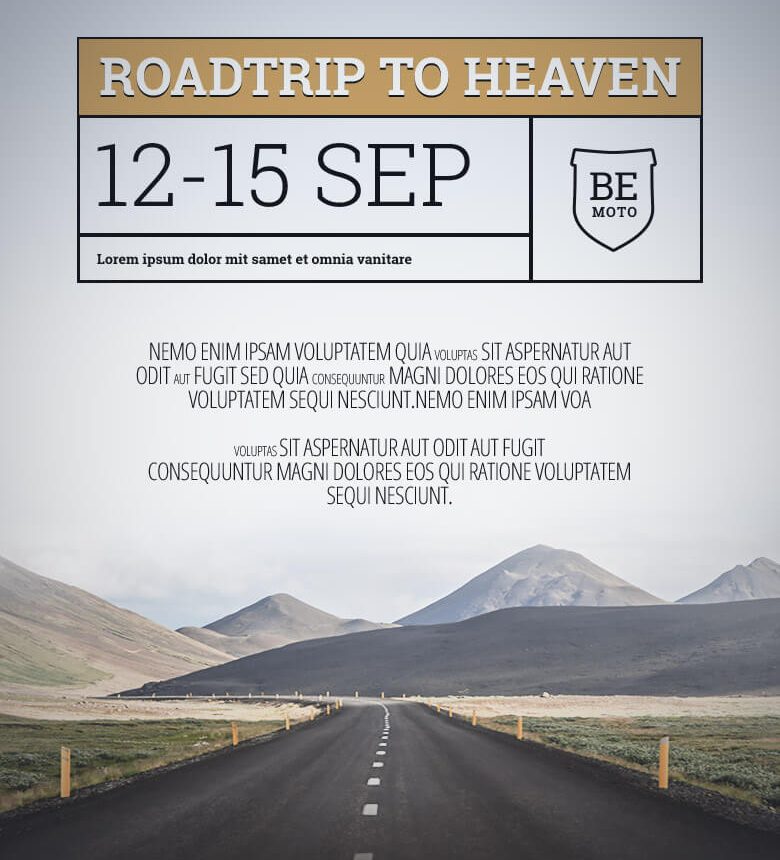 ROADTRIP TO HEAVEN
12-15 SEP
BE
MOTO
Lorem ipsum dolor mit samet et omnia vanitare
NEMO ENIM IPSAM VOLUPTATEM QUIA VOLUPTAS SIT ASPERNATUR AUT
ODIT AUT FUGIT SED QUIA CONSEQUUNTUR MAGNI DOLORES EOS QUI RATIONE
VOLUPTATEM SEQUI NESCIUNT.NEMO ENIM IPSAM VOA
VOLUPTAS SIT ASPERNATUR AUT ODIT AUT FUGIT
CONSEQUUNTUR MAGNI DOLORES EOS QUI RATIONE VOLUPTATEM
SEQUI NESCIUNT.